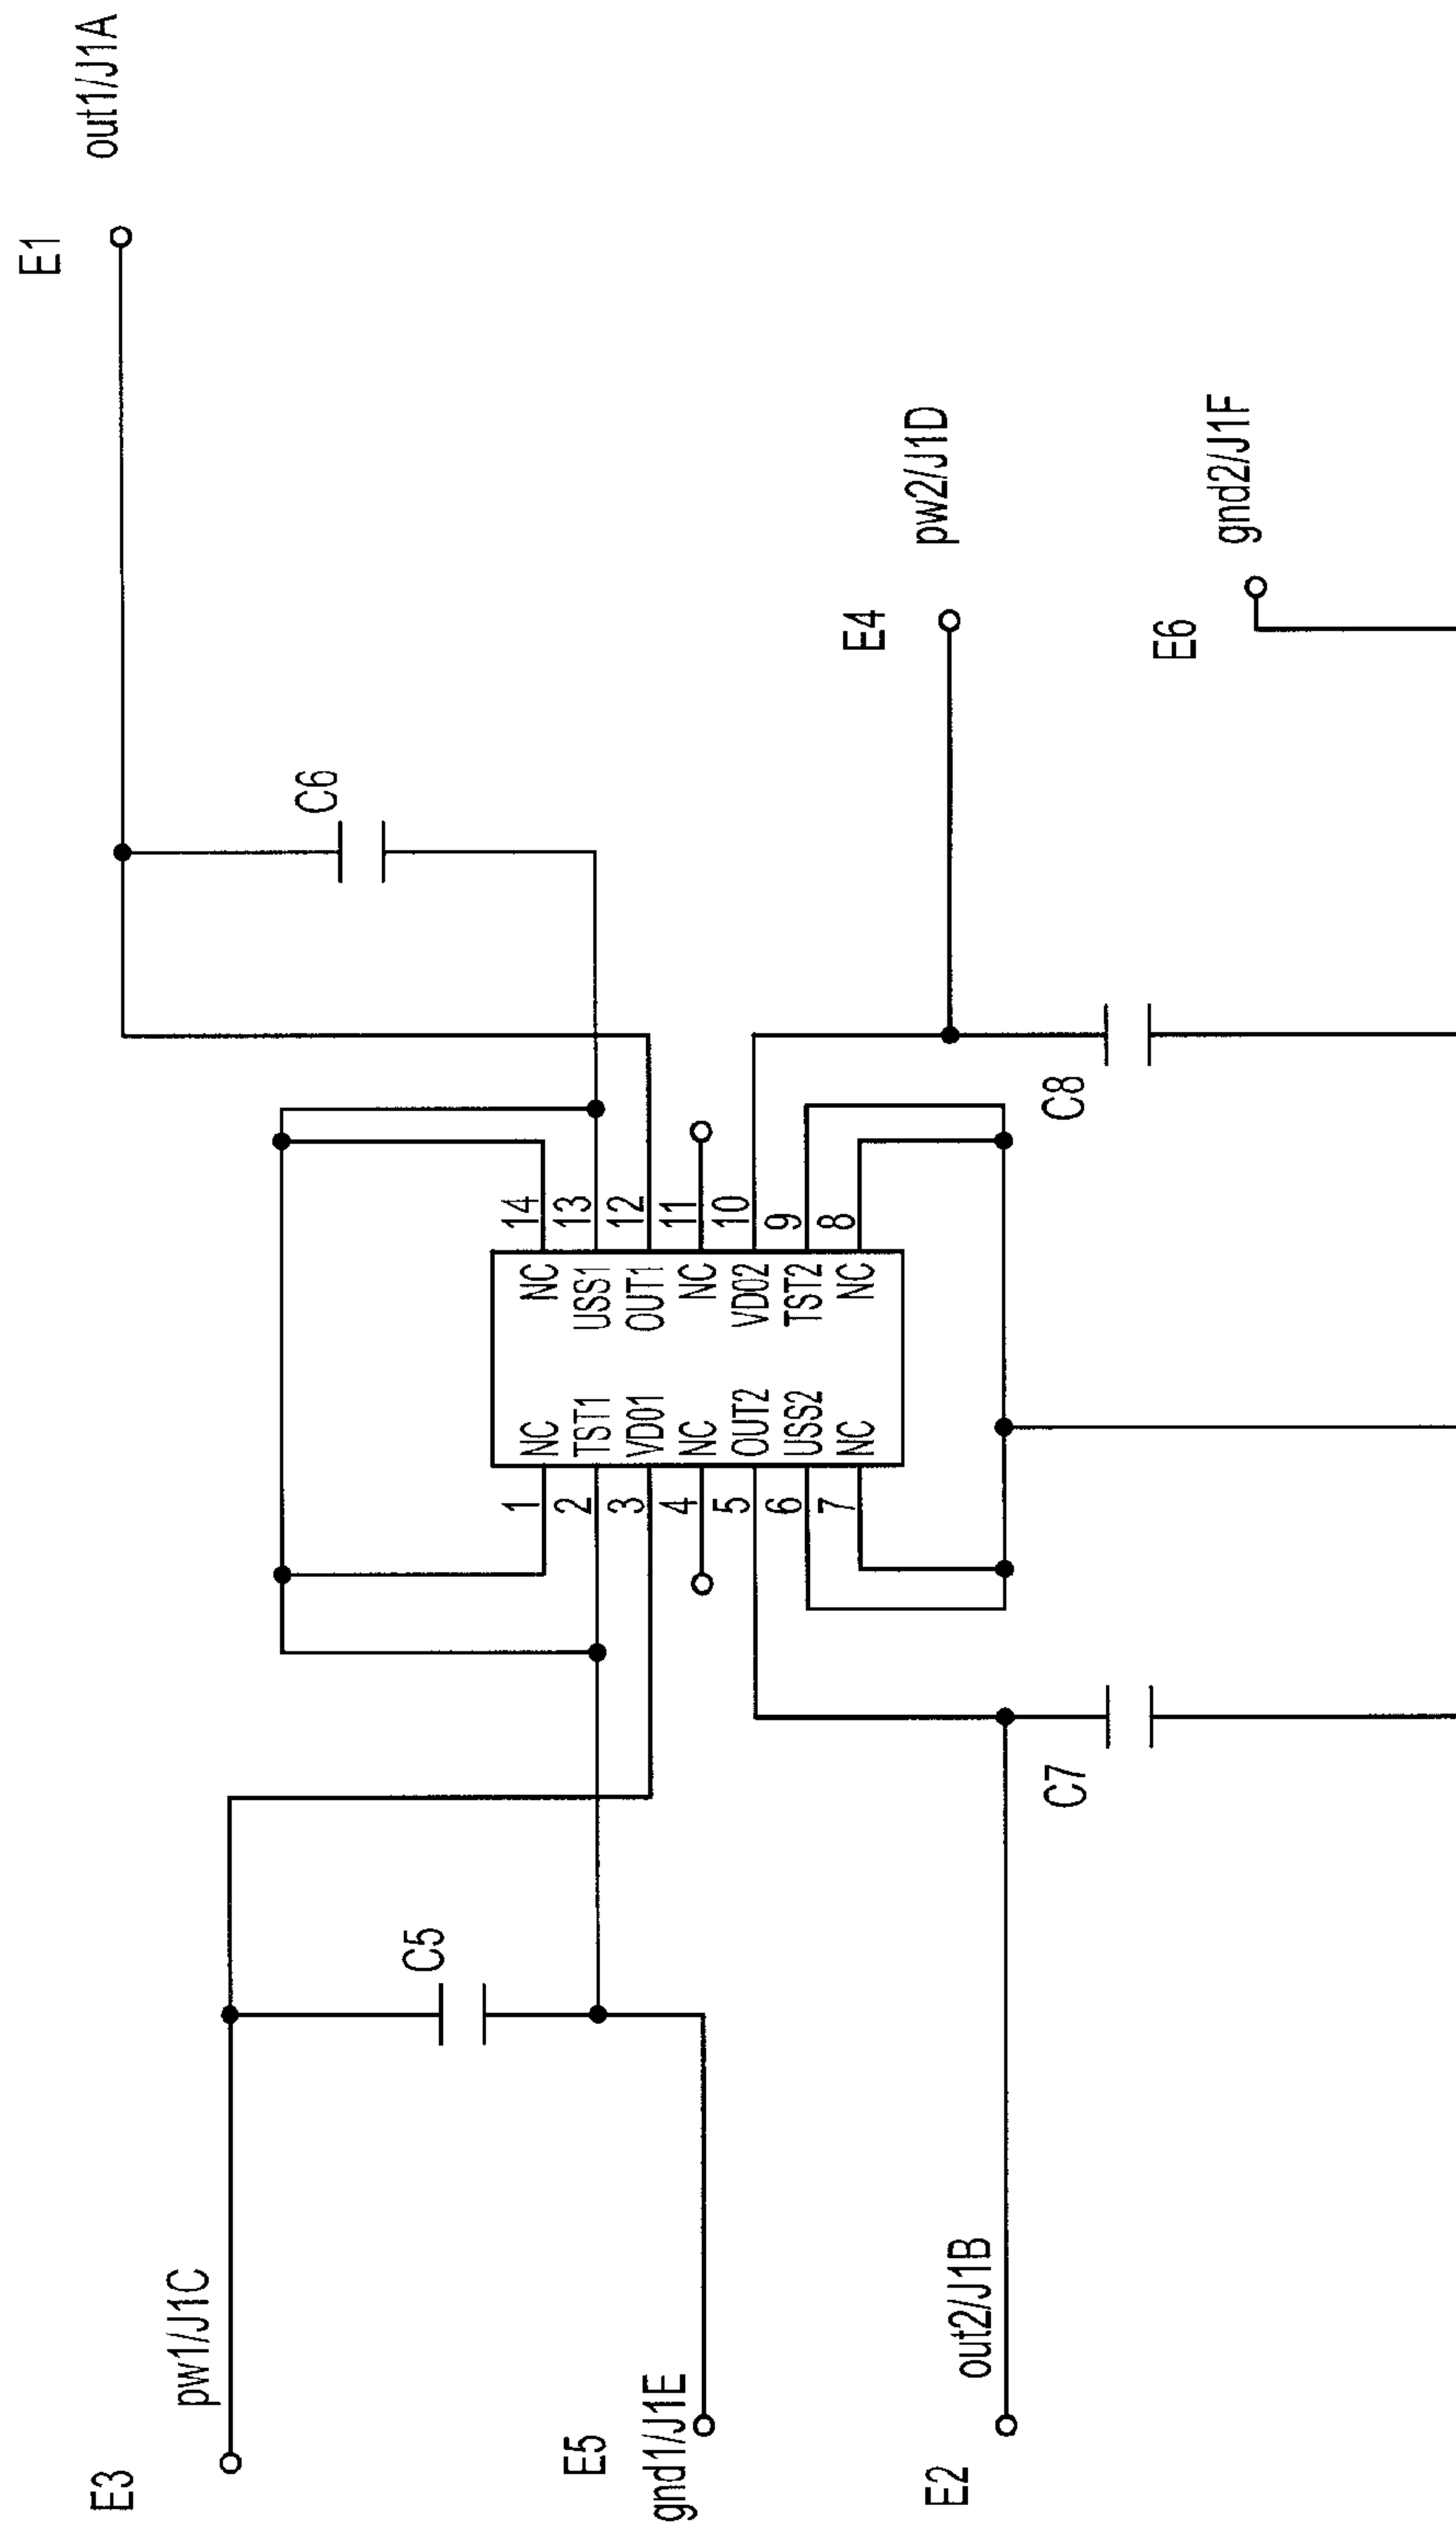 E3
pw1/J1C
E5
gnd1/J1E
E2
out2/J1B
C5
C7
1
2
3
4
5
6
7
NC
TST1
VD01
NC
OUT2
USS2
NC
NC
USS1
OUT1
NC
VD02
TST2
NC
14
13
12
11
10
9
8
C6
C8
E1
out1/J1A
E4
pw2/J1D
E6
gnd2/J1F